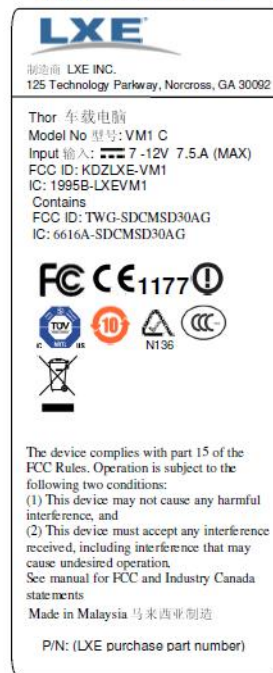 LXE
制造商 LXE INC.
125 Technology Parkway, Norcross, GA 30092
Thor 车载电脑
Model No 型号: VM1 C
Input 输入: 7 -12V 7.5.A (MAX)
FCC ID: KDZLXE-VM1
IC: 1995B-LXEVM1
Contains
FCC ID: TWG-SDCMSD30AG
IC: 6616A-SDCMSD30AG
FC CE1177
TÜV
10
N136
CCC
The device complies with part 15 of the
FCC Rules. Operation is subject to the
following two conditions:
(1) This device may not cause any harmful
interference, and
(2) This device must accept any interference
received, including interference that may
cause undesired operation.
See manual for FCC and Industry Canada
statements
Made in Malaysia 马来西亚制造
P/N: (LXE purchase part number)